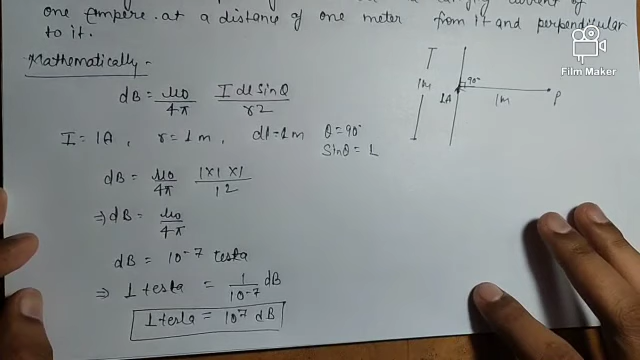 one Ampere. at a distance of one meter from it and perpendicular
to it.
Mathematically -
dB = μ0/4π I dl Sinθ/r2
I = 1A, r = 1m, dl = 1m θ = 90°
Sinθ = 1
dB = μ0/4π 1×1×1/1²
⇒ dB = μ0/4π
dB = 10-7 tesla
⇒ 1 tesla = 1/10-7 dB
1 tesla = 10⁷ dB
1M
1A
90°
1M
P
Film Maker